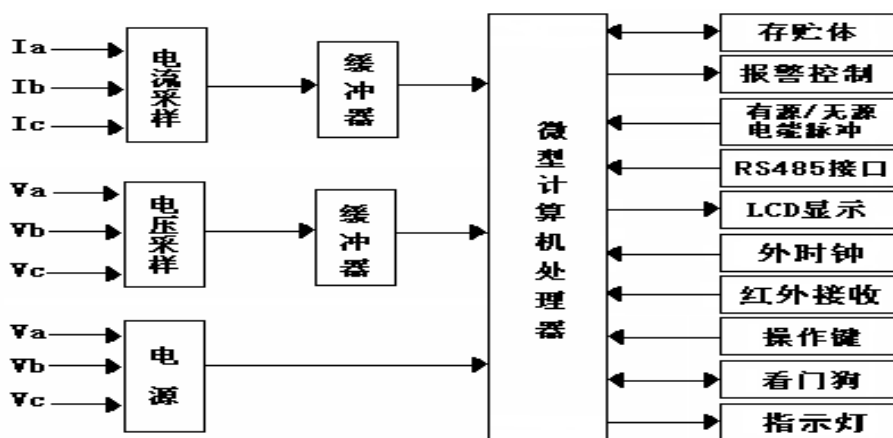 Ia
Ib
Ic
电流采样
缓冲器
Va
Vb
Vc
电压采样
缓冲器
Va
Vb
Vc
电源
微型计算机处理器
存贮体
报警控制
有源/无源
电能脉冲
RS485接口
LCD显示
外时钟
红外接收
操作键
看门狗
指示灯